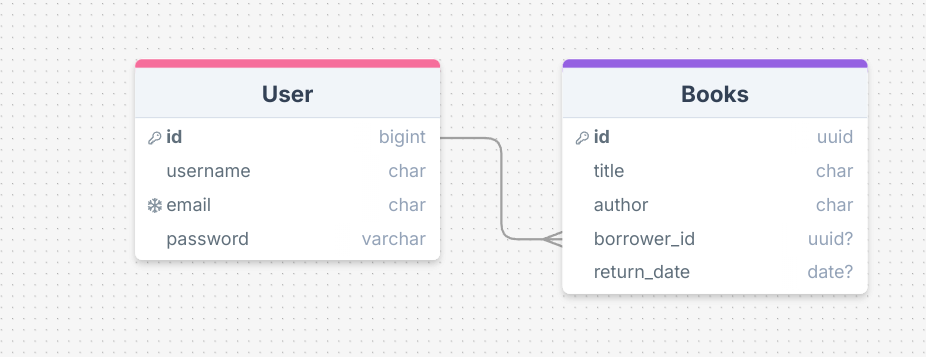 User
id bigint
username char
email char
password varchar
Books
id uuid
title char
author char
borrower_id uuid?
return_date date?